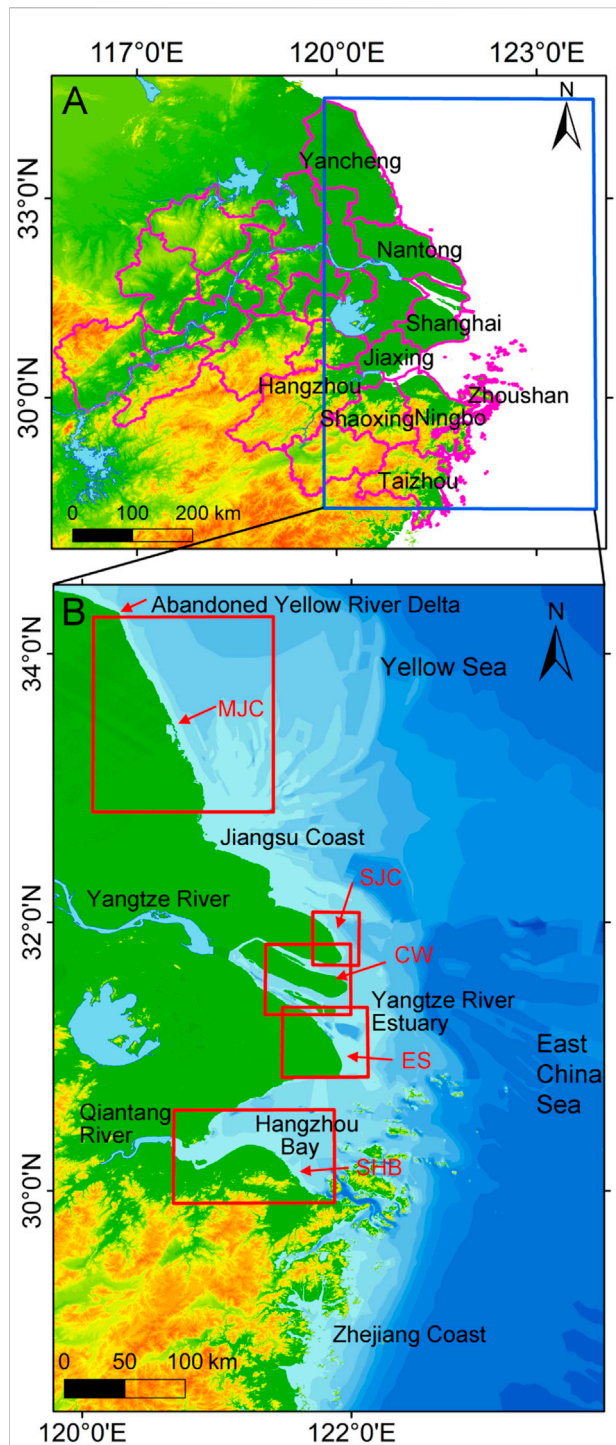 117°0'E 120°0'E 123°0'E
A
N
Yancheng
33°0'N
Nantong
Shanghai
Jiaxing
Hangzhou
30°0'N
Zhoushan
Shaoxing Ningbo
Taizhou
0 100 200 km
B
Abandoned Yellow River Delta
N
34°0'N
Yellow Sea
MJC
Jiangsu Coast
SJC
Yangtze River
32°0'N
CW
Yangtze River
Estuary
East
China
Sea
ES
Qiantang
River
Hangzhou
Bay
SHB
30°0'N
Zhejiang Coast
0 50 100 km
120°0'E 122°0'E